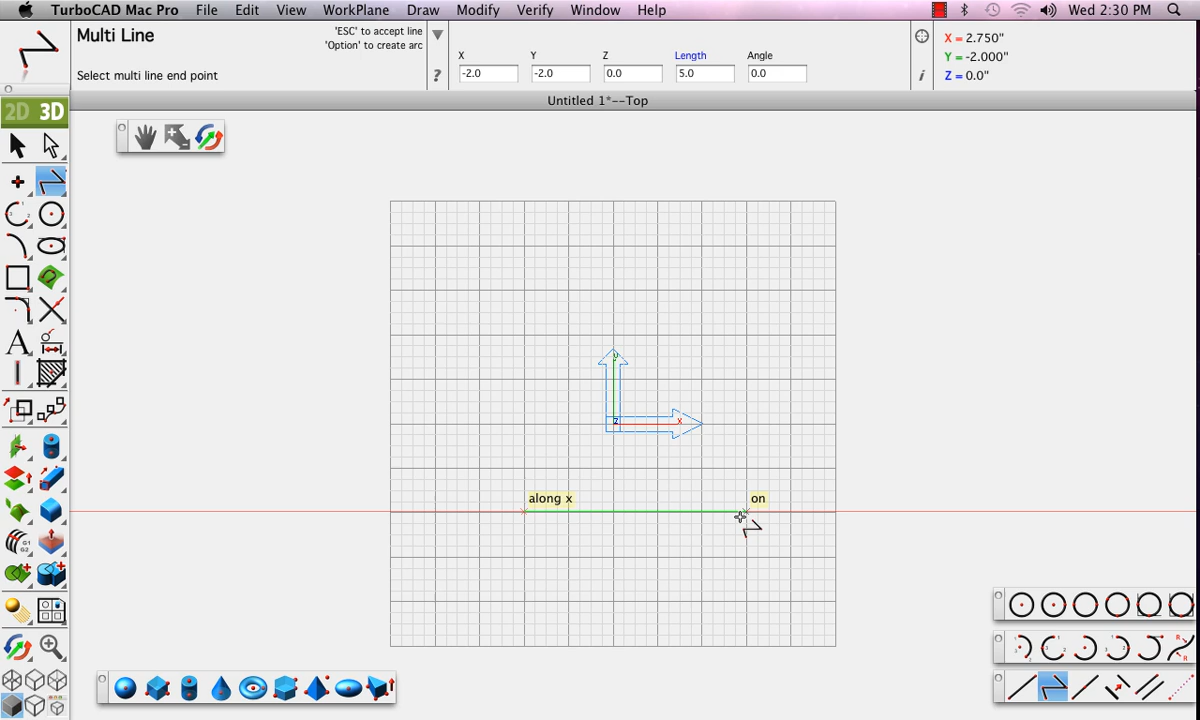 TurboCAD Mac Pro File Edit View WorkPlane Draw Modify Verify Window Help Wed 2:30 PM
Multi Line
'ESC' to accept line
'Option' to create arc
Select multi line end point
?
X Y Z Length Angle
-2.0 -2.0 0.0 5.0 0.0
i
X = 2.750"
Y = -2.000"
Z = 0.0"
Untitled 1*--Top
2D 3D
A
G1
G2
y
z
x
along x
on
R
R